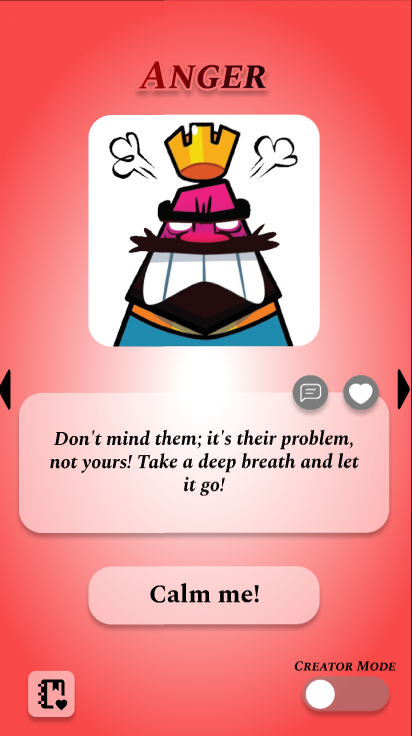 ANGER
Don't mind them; it's their problem,
not yours! Take a deep breath and let
it go!
Calm me!
CREATOR MODE